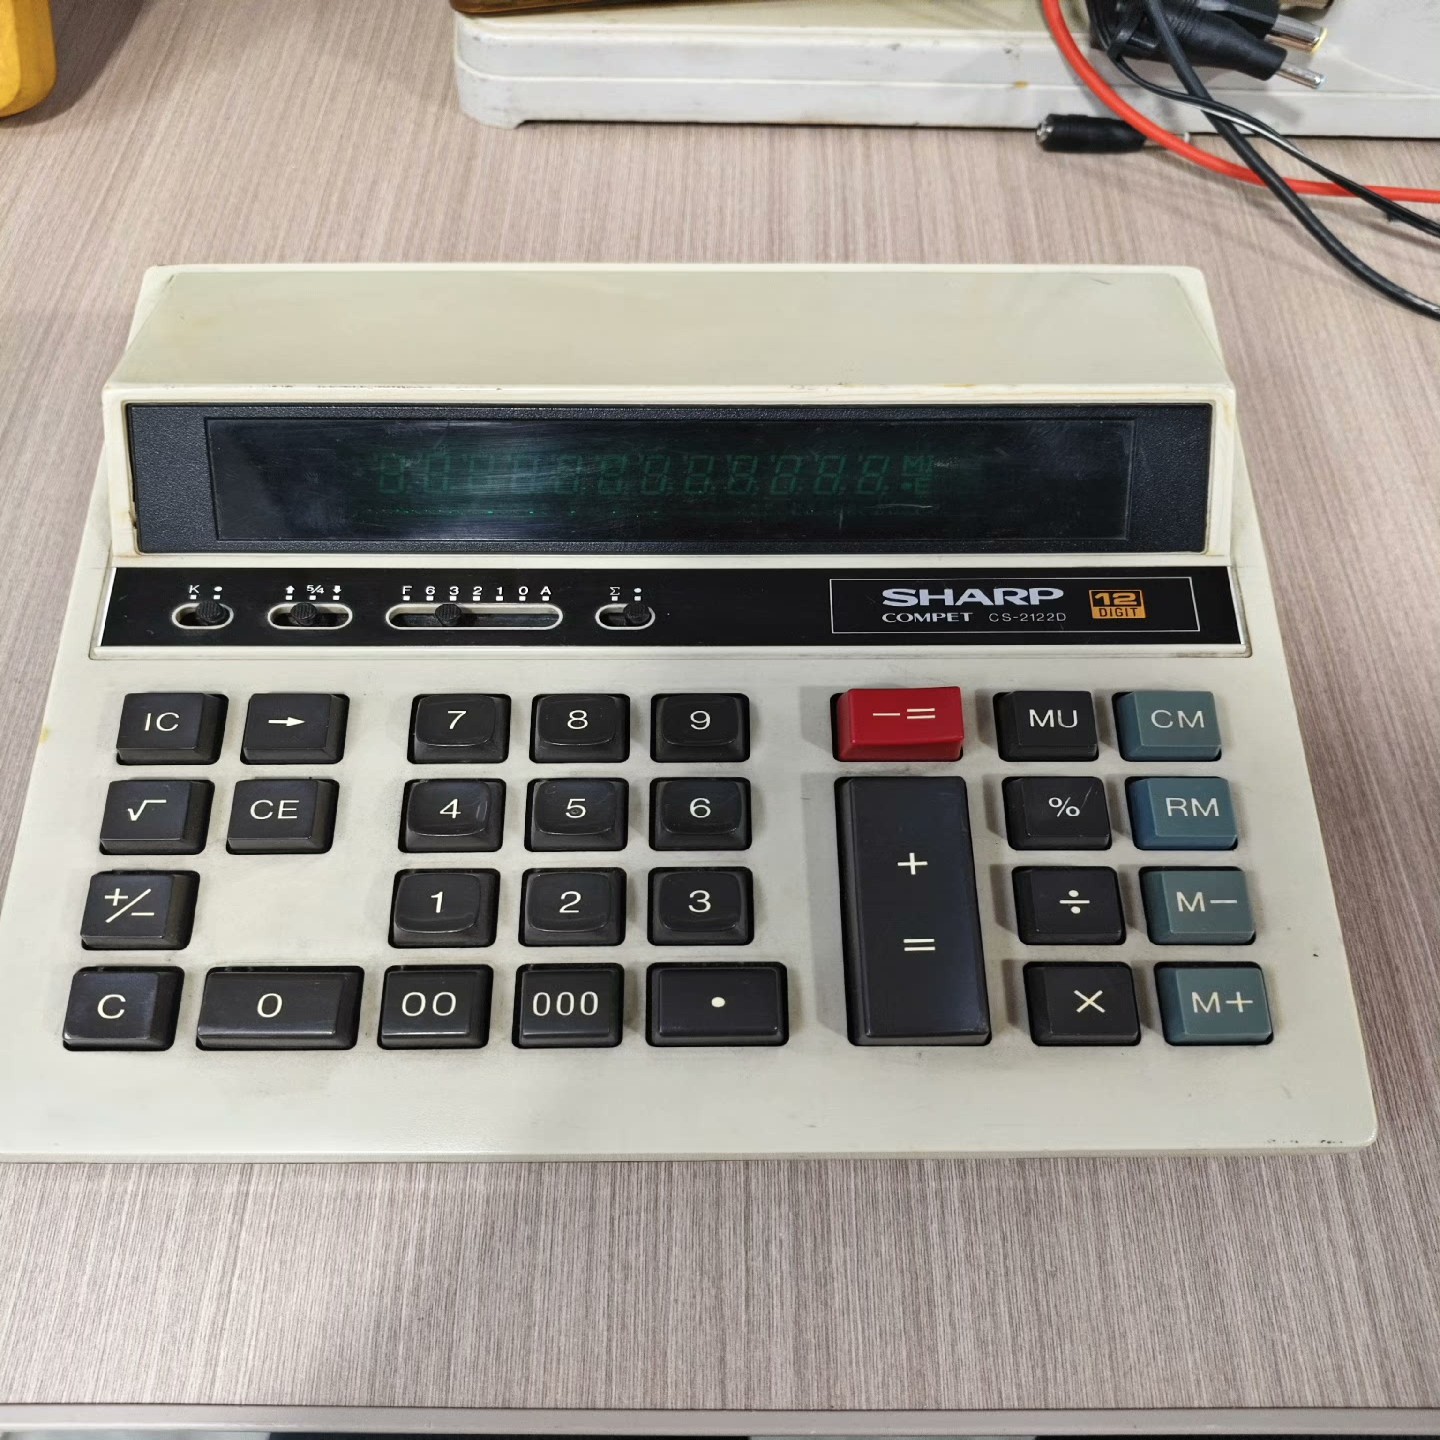 K • ⬆ 5/4 ⬇ F 6 3 2 1 0 A Σ •
SHARP
COMPET CS-2122D
12
DIGIT
IC → 7 8 9 −= MU CM
√ CE 4 5 6 % RM
+/− 1 2 3 + ÷ M−
=
C 0 00 000 • × M+